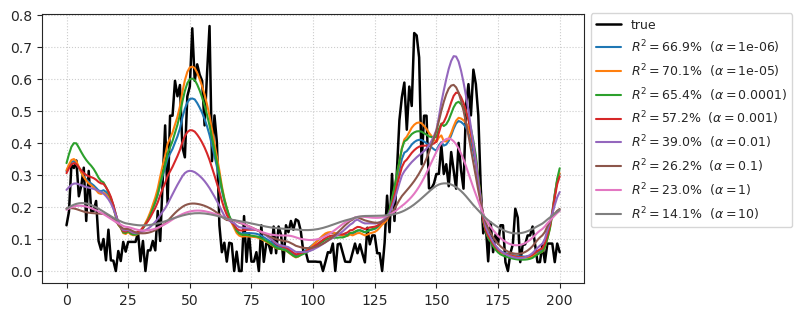 0.8
0.7
0.6
0.5
0.4
0.3
0.2
0.1
0.0
0 25 50 75 100 125 150 175 200
true
R² = 66.9% (α = 1e-06)
R² = 70.1% (α = 1e-05)
R² = 65.4% (α = 0.0001)
R² = 57.2% (α = 0.001)
R² = 39.0% (α = 0.01)
R² = 26.2% (α = 0.1)
R² = 23.0% (α = 1)
R² = 14.1% (α = 10)